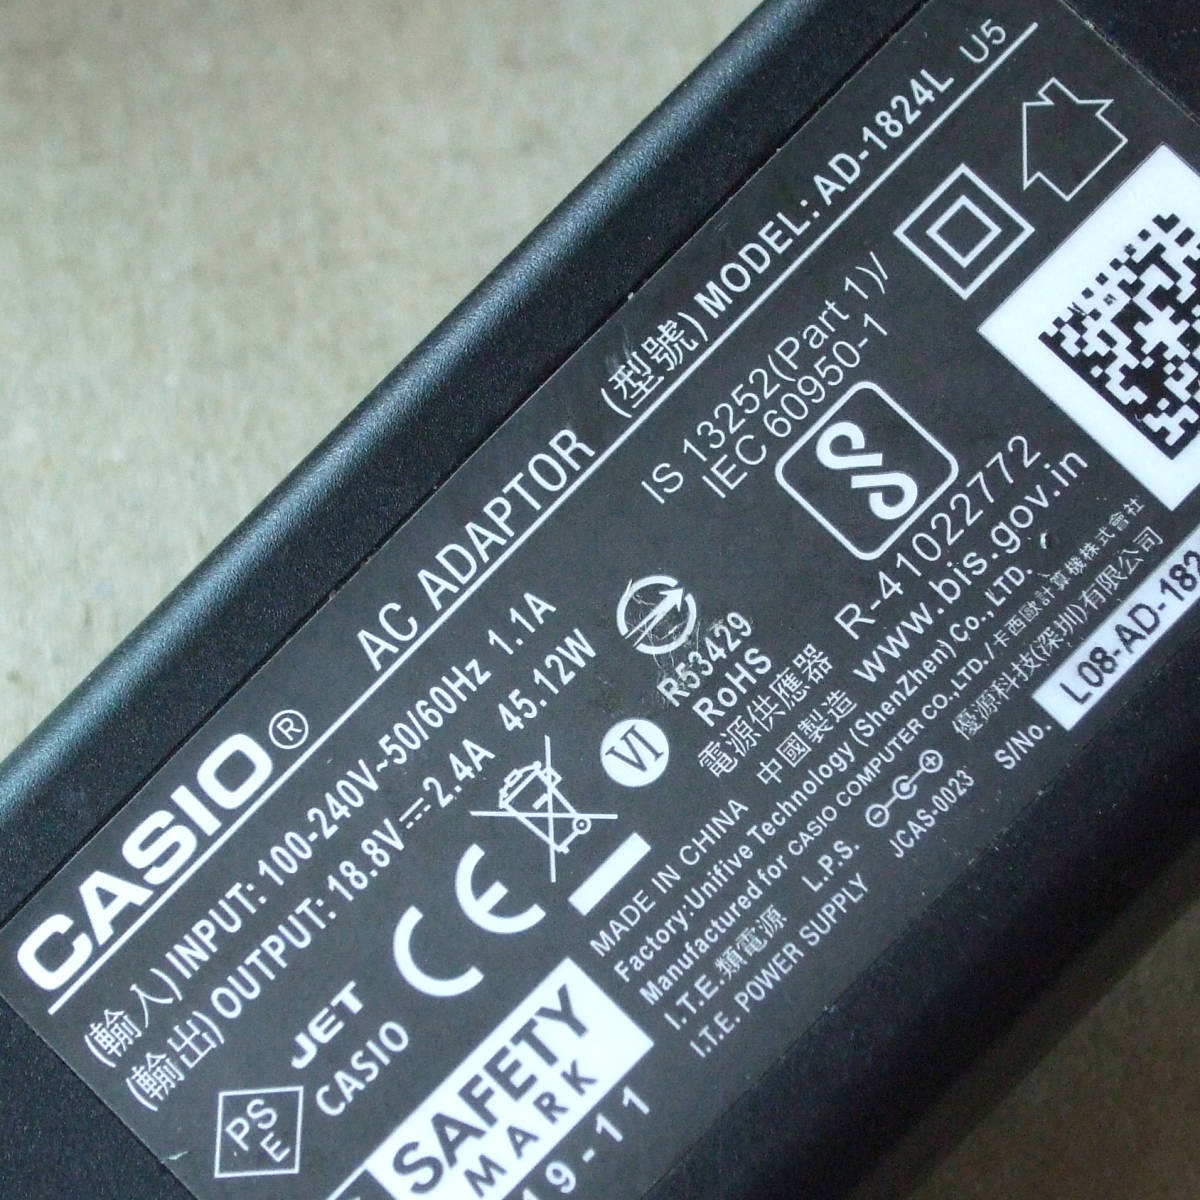 CASIO® AC ADAPTOR (型號) MODEL: AD-1824L U5
(輸入) INPUT: 100-240V~50/60Hz 1.1A
(輸出) OUTPUT: 18.8V⎓2.4A 45.12W
IS 13252(Part 1)/
IEC 60950-1
R-41022772
www.bis.gov.in
R53429
RoHS
VI
PS
E
JET
CASIO
CE
電源供應器
中國製造
MADE IN CHINA
Factory:Unifive Technology (ShenZhen) Co.,LTD.
Manufactured for CASIO COMPUTER CO.,LTD./卡西歐計算機株式會社
優源科技(深圳)有限公司
I.T.E.類電源 L.P.S.
I.T.E. POWER SUPPLY
JCAS-0023
S/No.
L08-AD-182
SAFETY
MARK
19-11